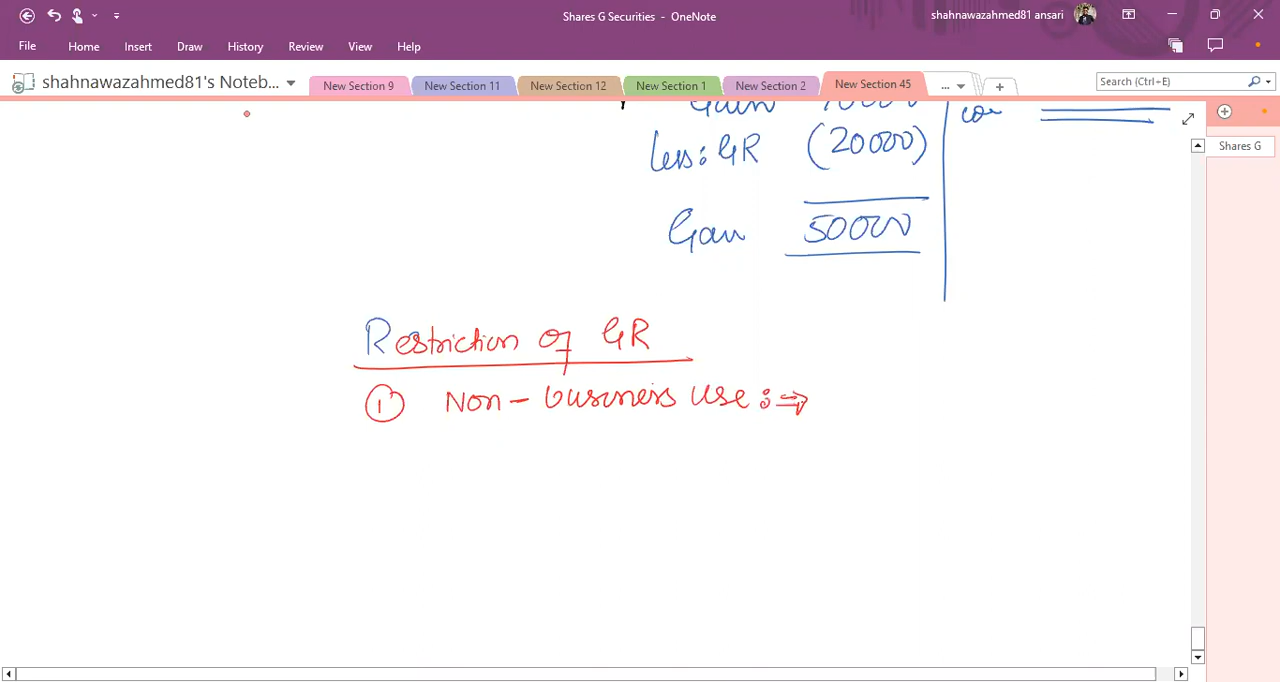 Shares G Securities - OneNote
shahnawazahmed81 ansari
File Home Insert Draw History Review View Help
shahnawazahmed81's Noteb... New Section 9 New Section 11 New Section 12 New Section 1 New Section 2 New Section 45 ... Search (Ctrl+E)
Shares G
Gain
Less: GR (20000)
Gain 50000
Restriction of GR
① Non-business use:⇒